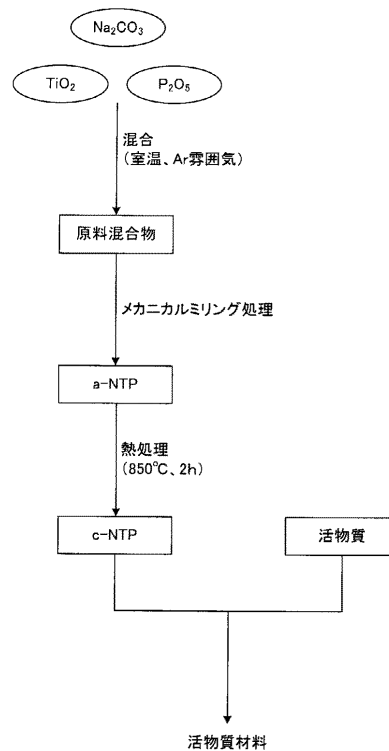 Na₂CO₃
TiO₂
P₂O₅
混合
(室温、Ar雰囲気)
原料混合物
メカニカルミリング処理
a-NTP
熱処理
(850℃、2h)
c-NTP
活物質
活物質材料